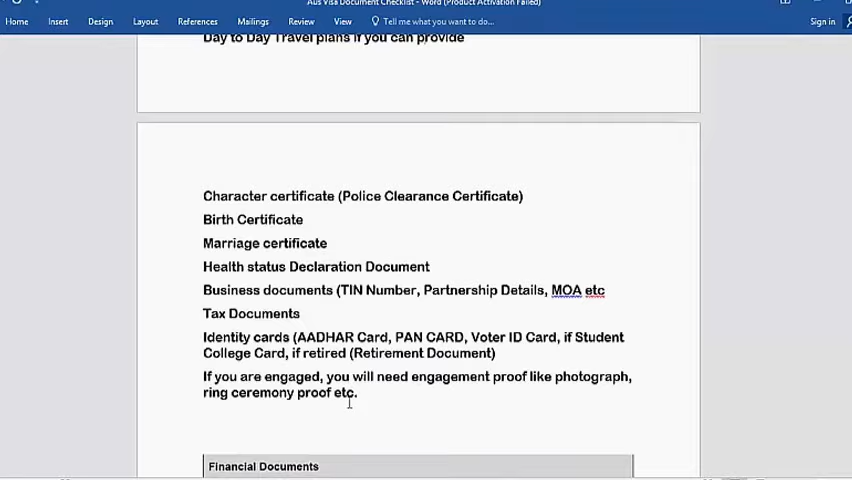 Aus Visa Document Checklist - Word (Product Activation Failed)
Home Insert Design Layout References Mailings Review View Tell me what you want to do... Sign in
Day to Day Travel plans if you can provide
Character certificate (Police Clearance Certificate)
Birth Certificate
Marriage certificate
Health status Declaration Document
Business documents (TIN Number, Partnership Details, MOA etc
Tax Documents
Identity cards (AADHAR Card, PAN CARD, Voter ID Card, if Student
College Card, if retired (Retirement Document)
If you are engaged, you will need engagement proof like photograph,
ring ceremony proof etc.
Financial Documents